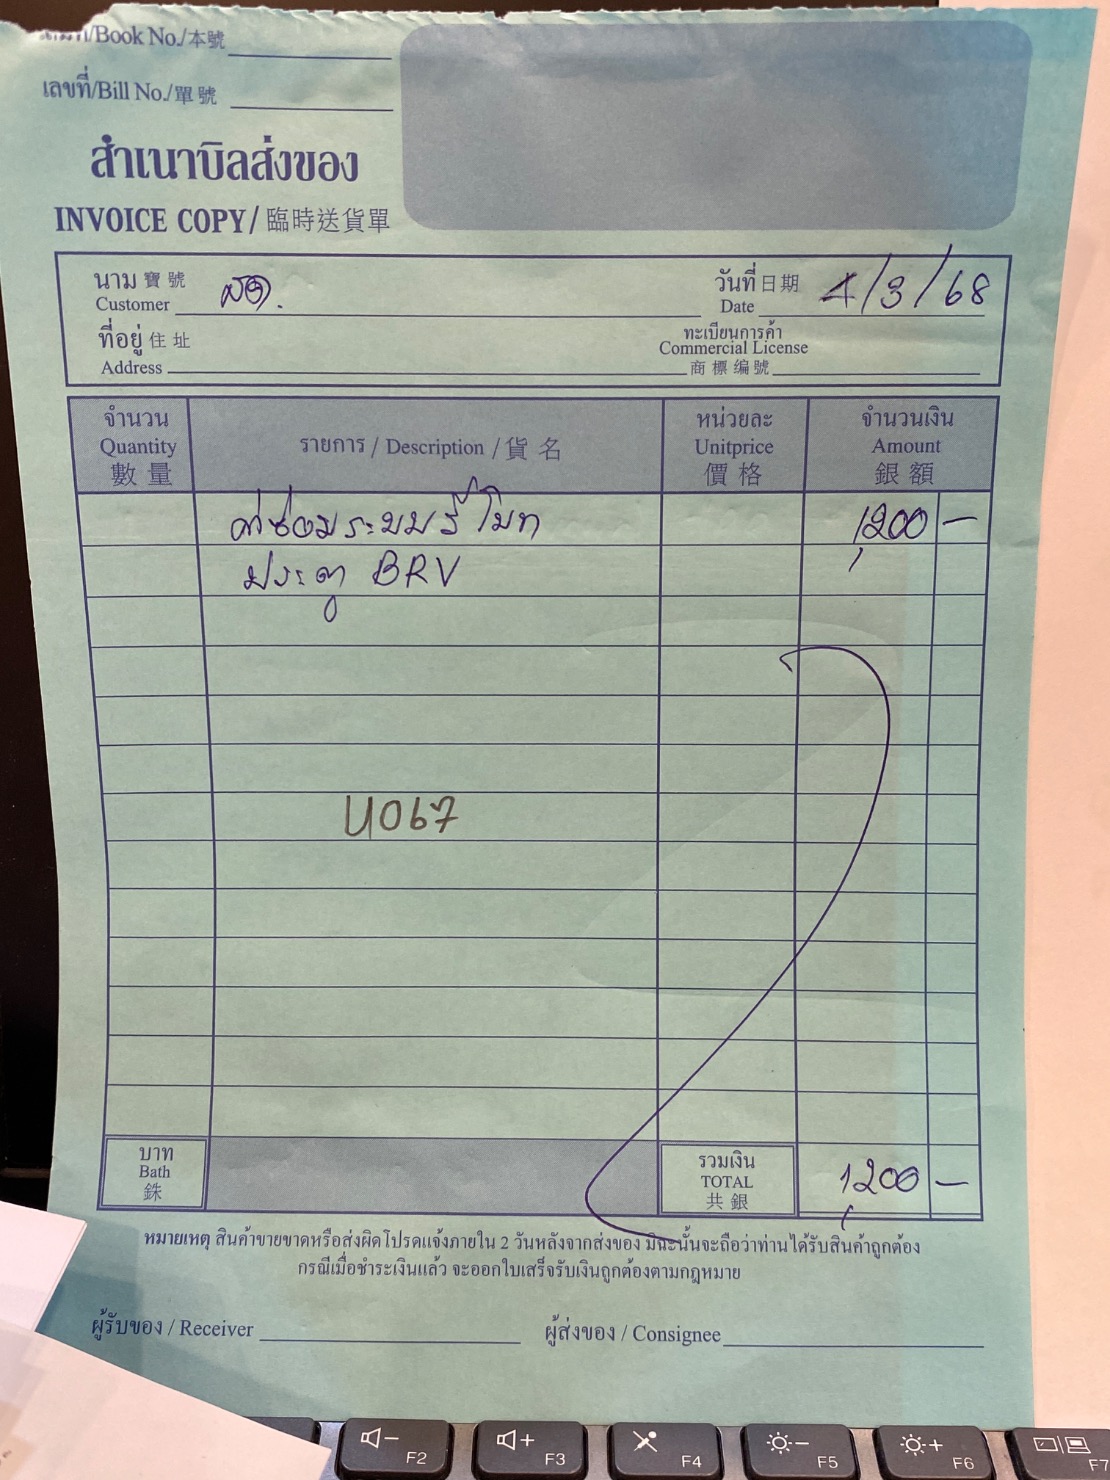 /Book No./本號
เลขที่/Bill No./單號
สำเนาบิลส่งของ
INVOICE COPY/臨時送貨單
นาม 寶號
Customer สด.
วันที่ 日期
Date 4/3/68
ที่อยู่ 住址
Address
ทะเบียนการค้า
Commercial License
商標編號
จำนวน
Quantity
數量
รายการ / Description / 貨名
หน่วยละ
Unitprice
價格
จำนวนเงิน
Amount
銀額
ค่าซ่อมระบบรีโมท 1,200 -
ประตู BRV
U067
บาท
Bath
銖
รวมเงิน
TOTAL
共銀
1,200 -
หมายเหตุ สินค้าขายขาดหรือส่งผิดโปรดแจ้งภายใน 2 วันหลังจากส่งของ มิฉะนั้นจะถือว่าท่านได้รับสินค้าถูกต้อง
กรณีเมื่อชำระเงินแล้ว จะออกใบเสร็จรับเงินถูกต้องตามกฎหมาย
ผู้รับของ / Receiver ผู้ส่งของ / Consignee
F2 F3 F4 F5 F6 F7